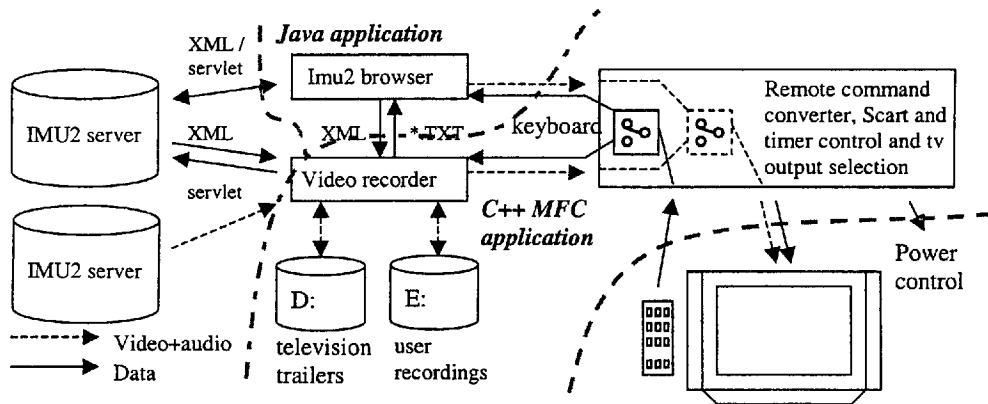 Java application
XML /
servlet
Imu2 browser
IMU2 server
XML
XML
*.TXT
keyboard
Remote command
converter, Scart and
timer control and tv
output selection
servlet
Video recorder
C++ MFC
application
IMU2 server
D:
E:
Power
control
Video+audio
Data
television
trailers
user
recordings